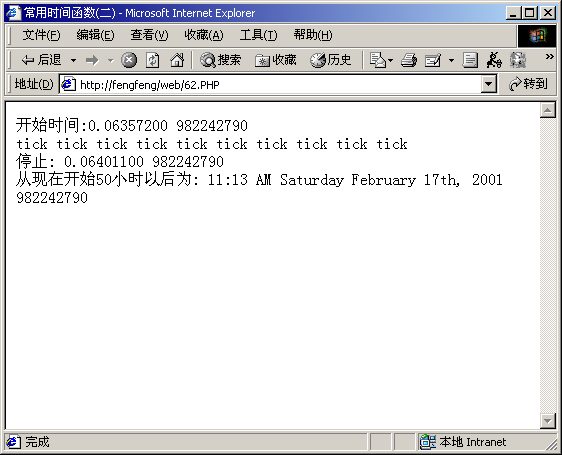 常用时间函数(二) - Microsoft Internet Explorer
文件(F) 编辑(E) 查看(V) 收藏(A) 工具(T) 帮助(H)
后退 搜索 收藏 历史 »
地址(D) http://fengfeng/web/62.PHP 转到
开始时间:0.06357200 982242790
tick tick tick tick tick tick tick tick tick tick
停止: 0.06401100 982242790
从现在开始50小时以后为: 11:13 AM Saturday February 17th, 2001
982242790
完成 本地 Intranet